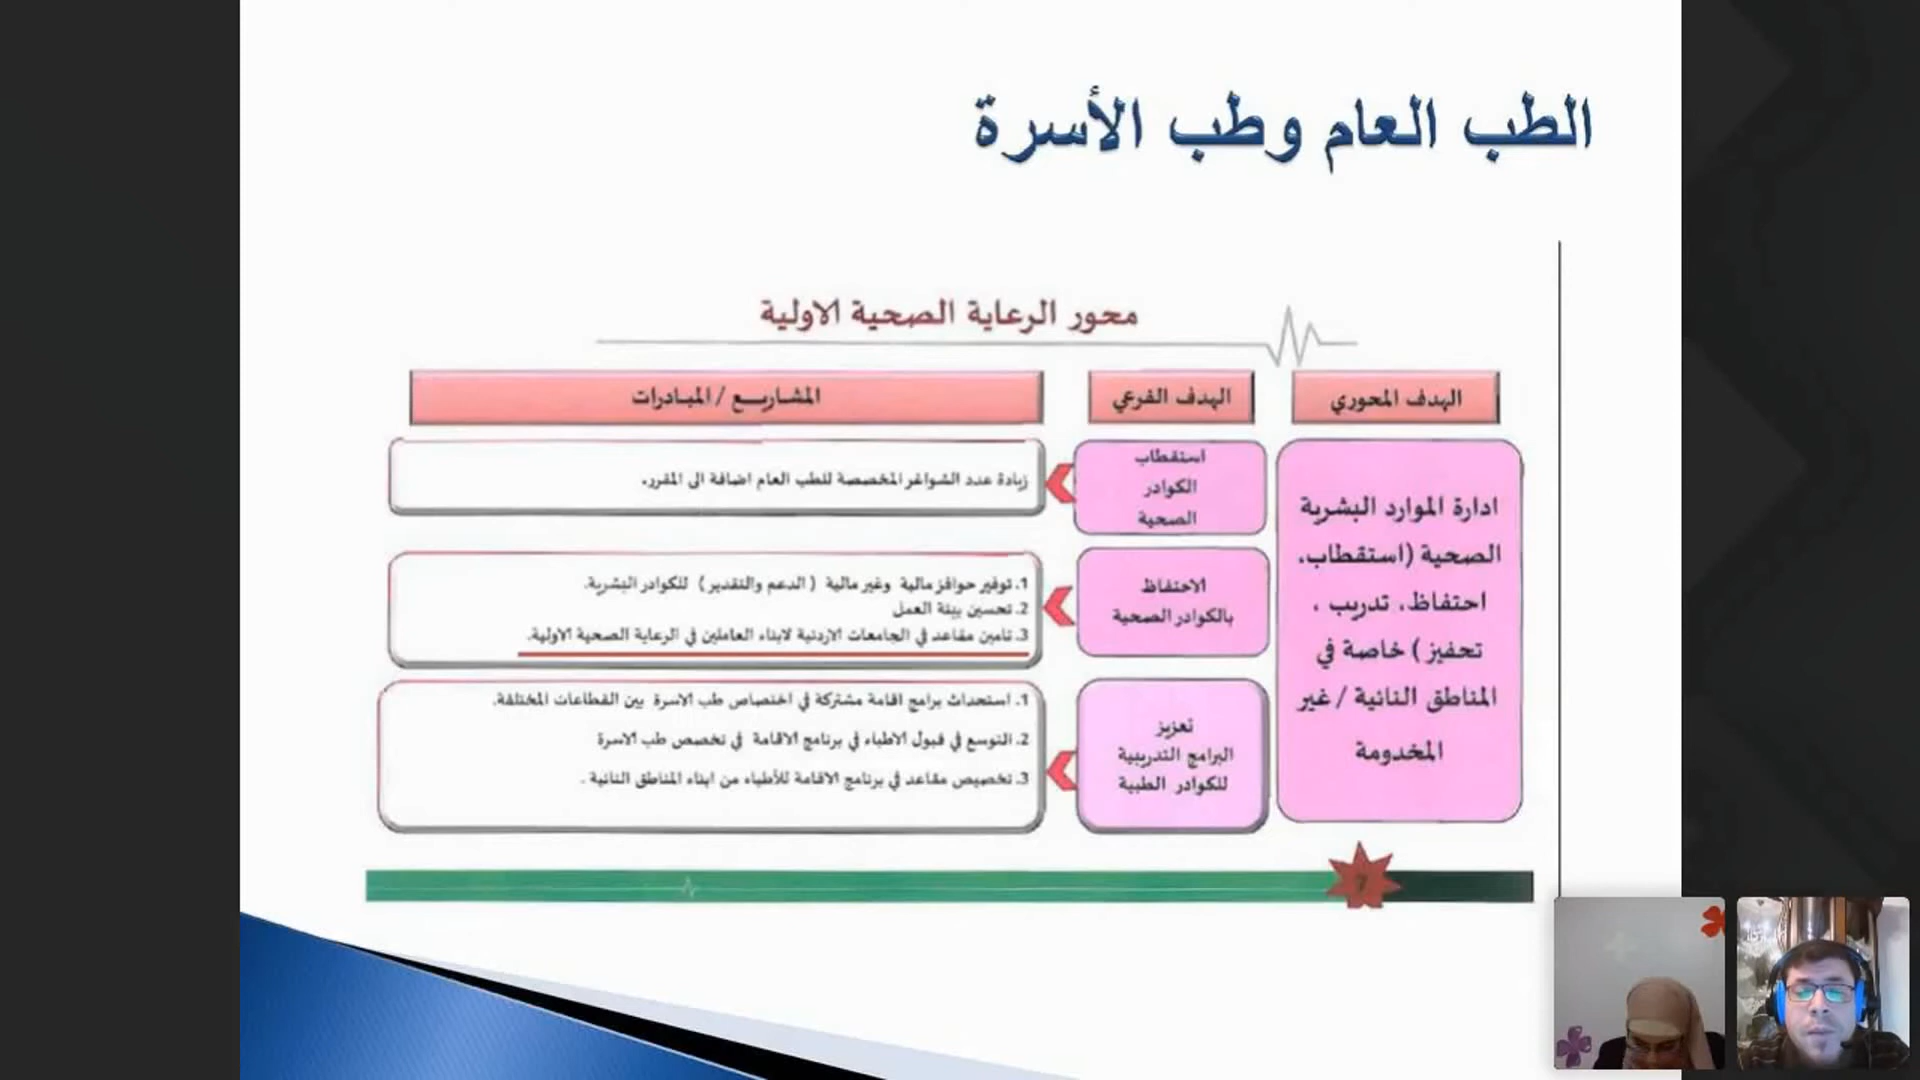 الطب العام وطب الأسرة
محور الرعاية الصحية الاولية
الهدف المحوري
الهدف الفرعي
المشاريع / المبادرات
ادارة الموارد البشرية
الصحية (استقطاب،
احتفاظ، تدريب ،
تحفيز ) خاصة في
المناطق النائية / غير
المخدومة
استقطاب
الكوادر
الصحية
زيادة عدد الشواغر المخصصة للطب العام اضافة الى المقرر.
الاحتفاظ
بالكوادر الصحية
1. توفير حوافز مالية وغير مالية ( الدعم والتقدير ) للكوادر البشرية.
2. تحسين بيئة العمل
3. تامين مقاعد في الجامعات الاردنية لابناء العاملين في الرعاية الصحية الاولية.
تعزيز
البرامج التدريبية
للكوادر الطبية
1. استحداث برامج اقامة مشتركة في اختصاص طب الاسرة بين القطاعات المختلفة.
2. التوسع في قبول الاطباء في برنامج الاقامة في تخصص طب الاسرة
3. تخصيص مقاعد في برنامج الاقامة للأطباء من ابناء المناطق النائية .
7